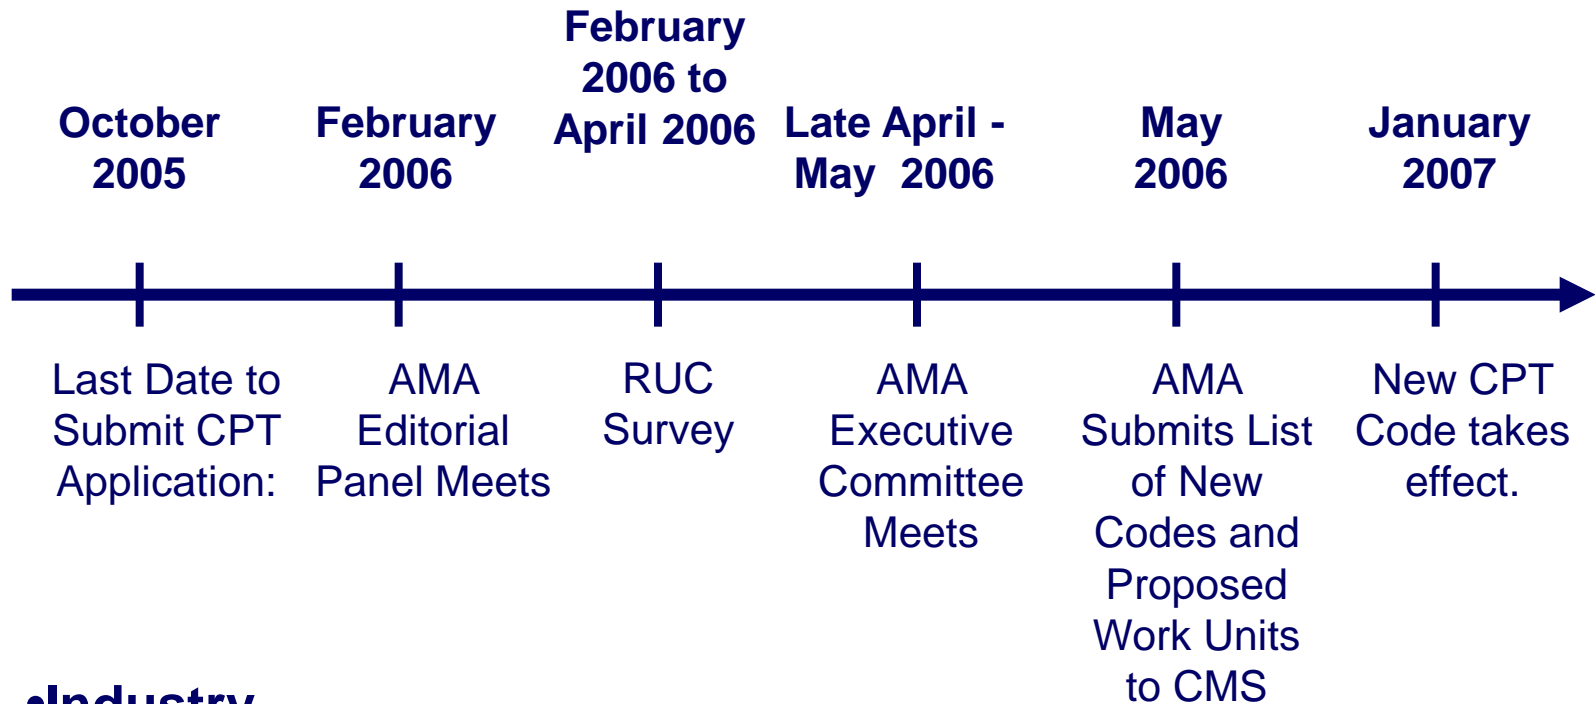 October
2005
February
2006
February
2006 to
April 2006
Late April -
May 2006
May
2006
January
2007
Last Date to
Submit CPT
Application:
AMA
Editorial
Panel Meets
RUC
Survey
AMA
Executive
Committee
Meets
AMA
Submits List
of New
Codes and
Proposed
Work Units
to CMS
New CPT
Code takes
effect.
•Industry